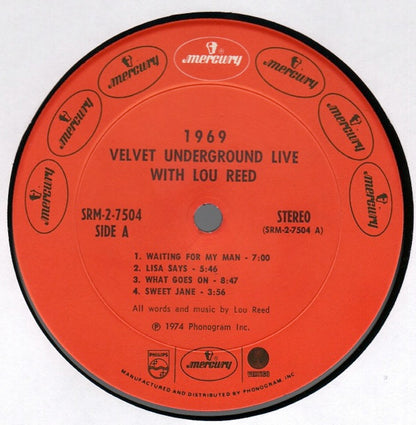 mercury
mercury
mercury
mercury
mercury
mercury
mercury
1969
VELVET UNDERGROUND LIVE
WITH LOU REED
SRM-2-7504
SIDE A
STEREO
(SRM-2-7504 A)
1. WAITING FOR MY MAN - 7:00
2. LISA SAYS - 5:46
3. WHAT GOES ON - 8:47
4. SWEET JANE - 3:56
All words and music by Lou Reed
Ⓟ 1974 Phonogram Inc.
PHILIPS
mercury
VERTIGO
MANUFACTURED AND DISTRIBUTED BY PHONOGRAM, INC